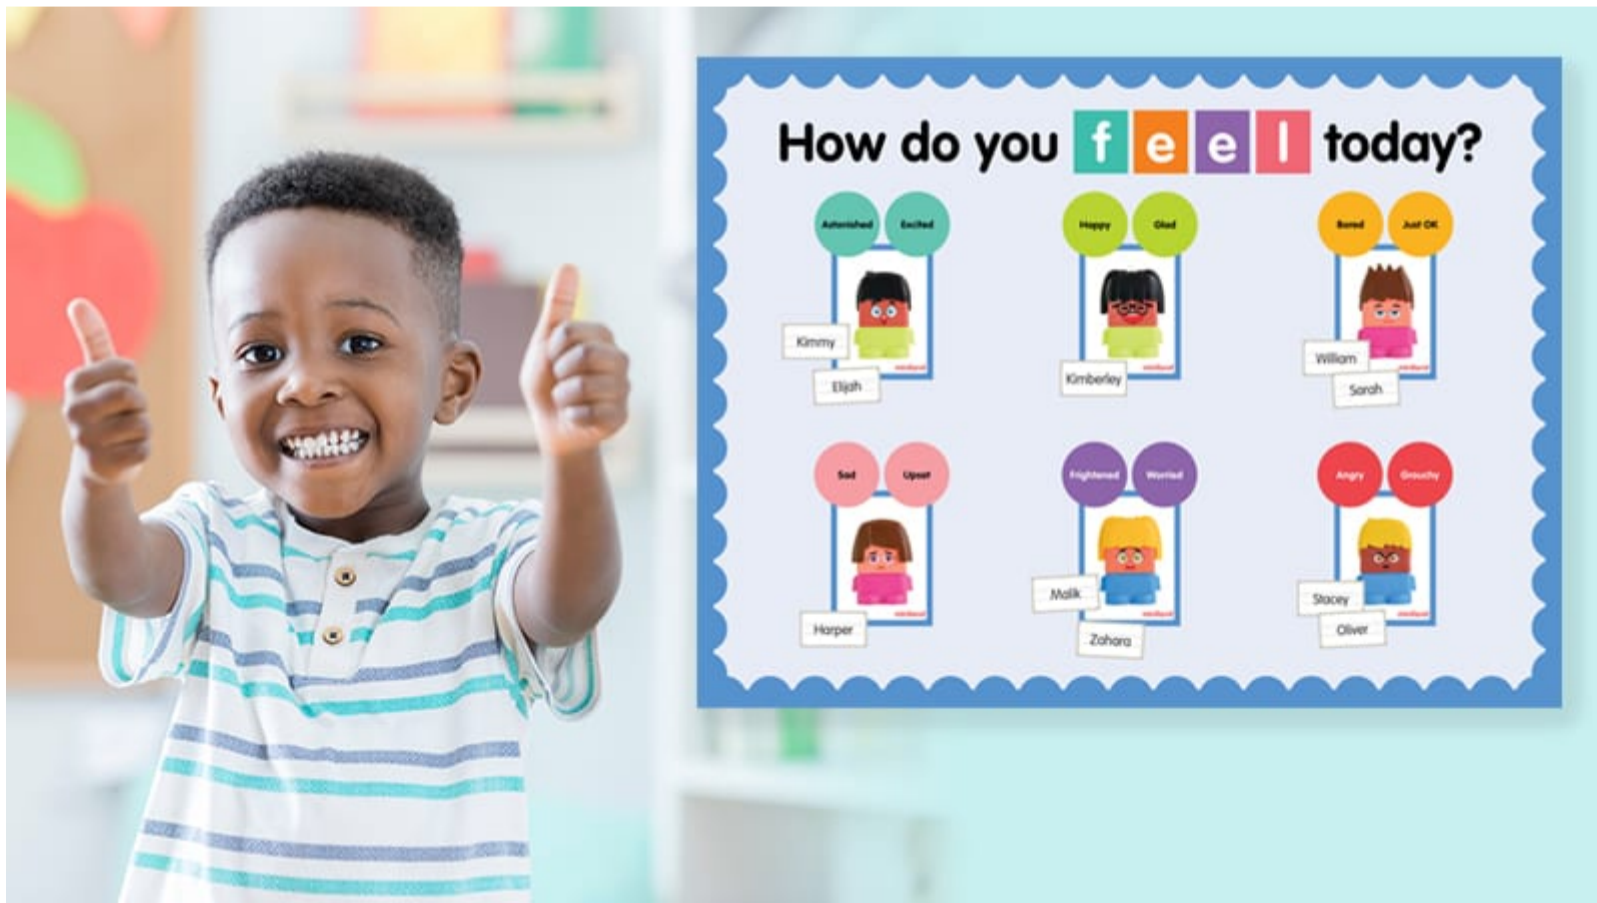 How do you feel today?
Astonished Excited
Happy Glad
Bored Just OK
Kimmy
Elijah
Kimberley
William
Sarah
Sad Upset
Frightened Worried
Angry Grouchy
Harper
Malik
Zahara
Stacey
Oliver